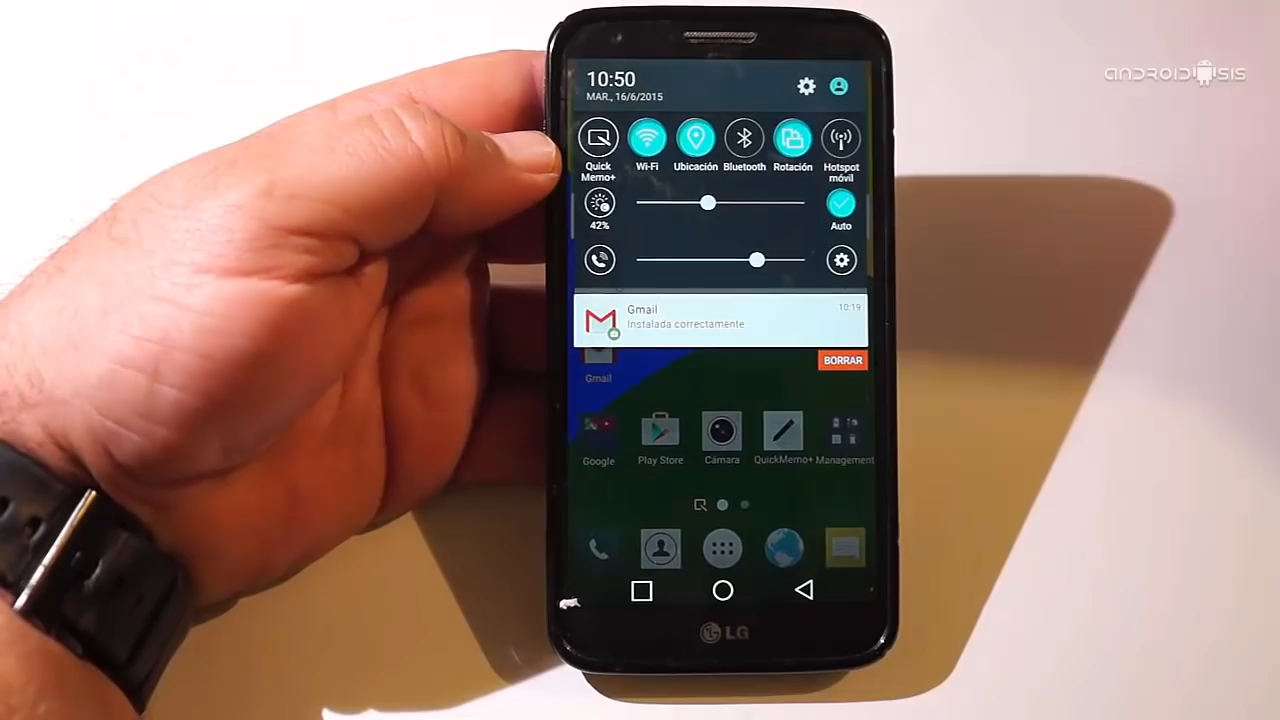 ANDROIDSIS
10:50
MAR., 16/6/2015
Quick Memo+
Wi-Fi
Ubicación
Bluetooth
Rotación
Hotspot móvil
42%
Auto
Gmail
10:19
Instalada correctamente
BORRAR
Gmail
Google
Play Store
Cámara
QuickMemo+
Management
LG